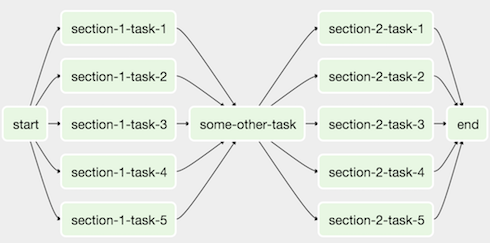 section-1-task-1
section-2-task-1
section-1-task-2
section-2-task-2
start
section-1-task-3
some-other-task
section-2-task-3
end
section-1-task-4
section-2-task-4
section-1-task-5
section-2-task-5